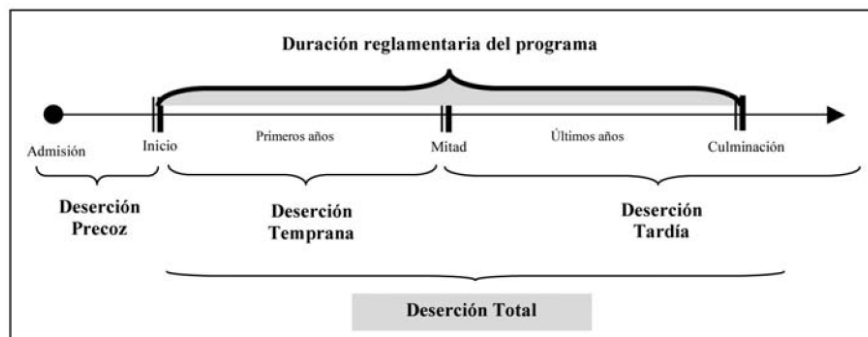 Duración reglamentaria del programa
Primeros años
Últimos años
Admisión
Inicio
Mitad
Culminación
Deserción
Precoz
Deserción
Temprana
Deserción
Tardía
Deserción Total